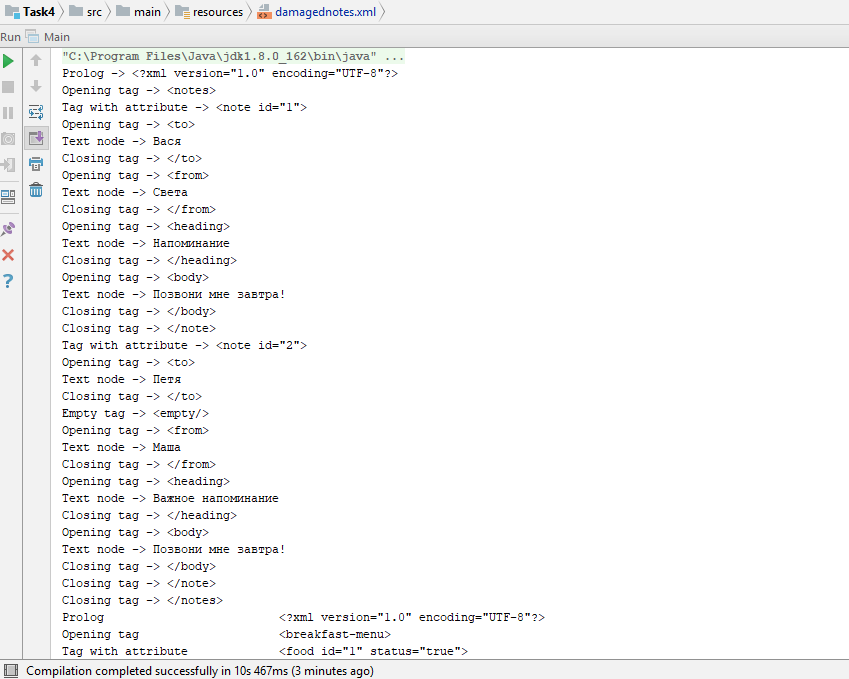 Task4 src main resources damagednotes.xml
Run Main
"C:\Program Files\Java\jdk1.8.0_162\bin\java" ...
Prolog -> <?xml version="1.0" encoding="UTF-8"?>
Opening tag -> <notes>
Tag with attribute -> <note id="1">
Opening tag -> <to>
Text node -> Вася
Closing tag -> </to>
Opening tag -> <from>
Text node -> Света
Closing tag -> </from>
Opening tag -> <heading>
Text node -> Напоминание
Closing tag -> </heading>
Opening tag -> <body>
Text node -> Позвони мне завтра!
Closing tag -> </body>
Closing tag -> </note>
Tag with attribute -> <note id="2">
Opening tag -> <to>
Text node -> Петя
Closing tag -> </to>
Empty tag -> <empty/>
Opening tag -> <from>
Text node -> Маша
Closing tag -> </from>
Opening tag -> <heading>
Text node -> Важное напоминание
Closing tag -> </heading>
Opening tag -> <body>
Text node -> Позвони мне завтра!
Closing tag -> </body>
Closing tag -> </note>
Closing tag -> </notes>
Prolog <?xml version="1.0" encoding="UTF-8"?>
Opening tag <breakfast-menu>
Tag with attribute <food id="1" status="true">
Compilation completed successfully in 10s 467ms (3 minutes ago)